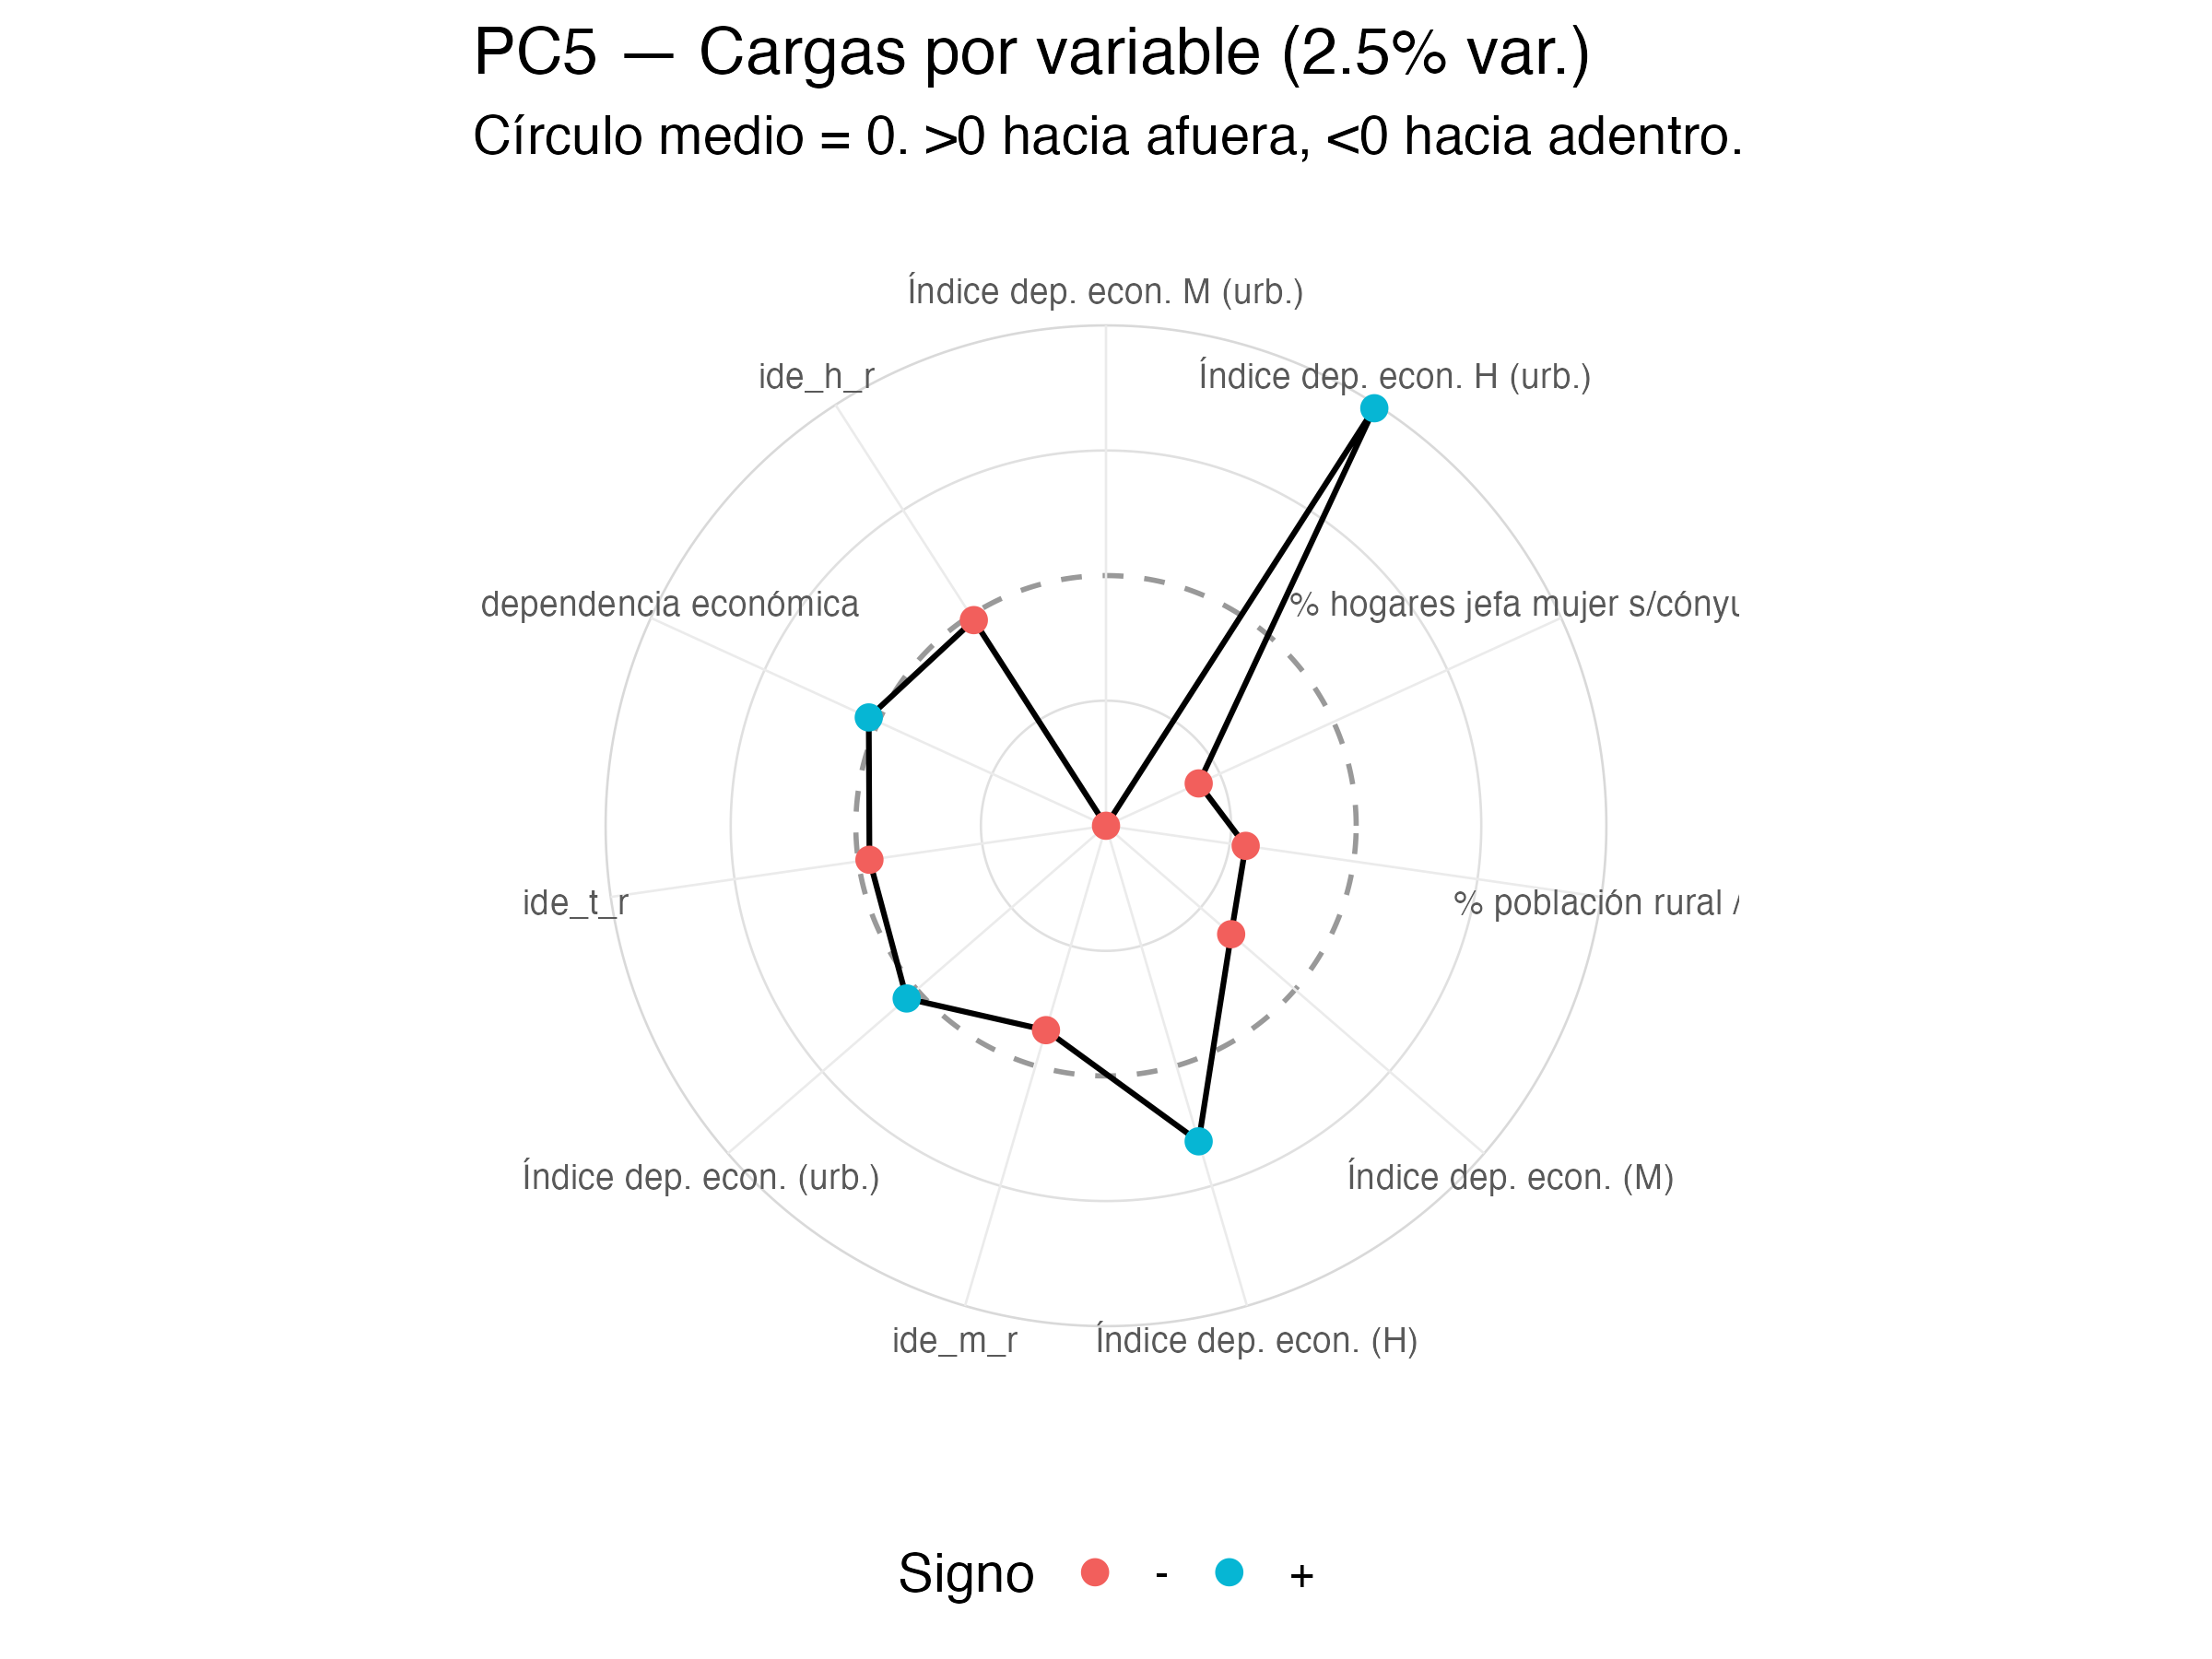 PC5 — Cargas por variable (2.5% var.)
Círculo medio = 0. >0 hacia afuera, <0 hacia adentro.
Índice dep. econ. M (urb.)
ide_h_r
Índice dep. econ. H (urb.)
dependencia económica
% hogares jefa mujer
ide_t_r
% población rural
Índice dep. econ. (urb.)
Índice dep. econ. (M)
ide_m_r
Índice dep. econ. (H)
Signo - +